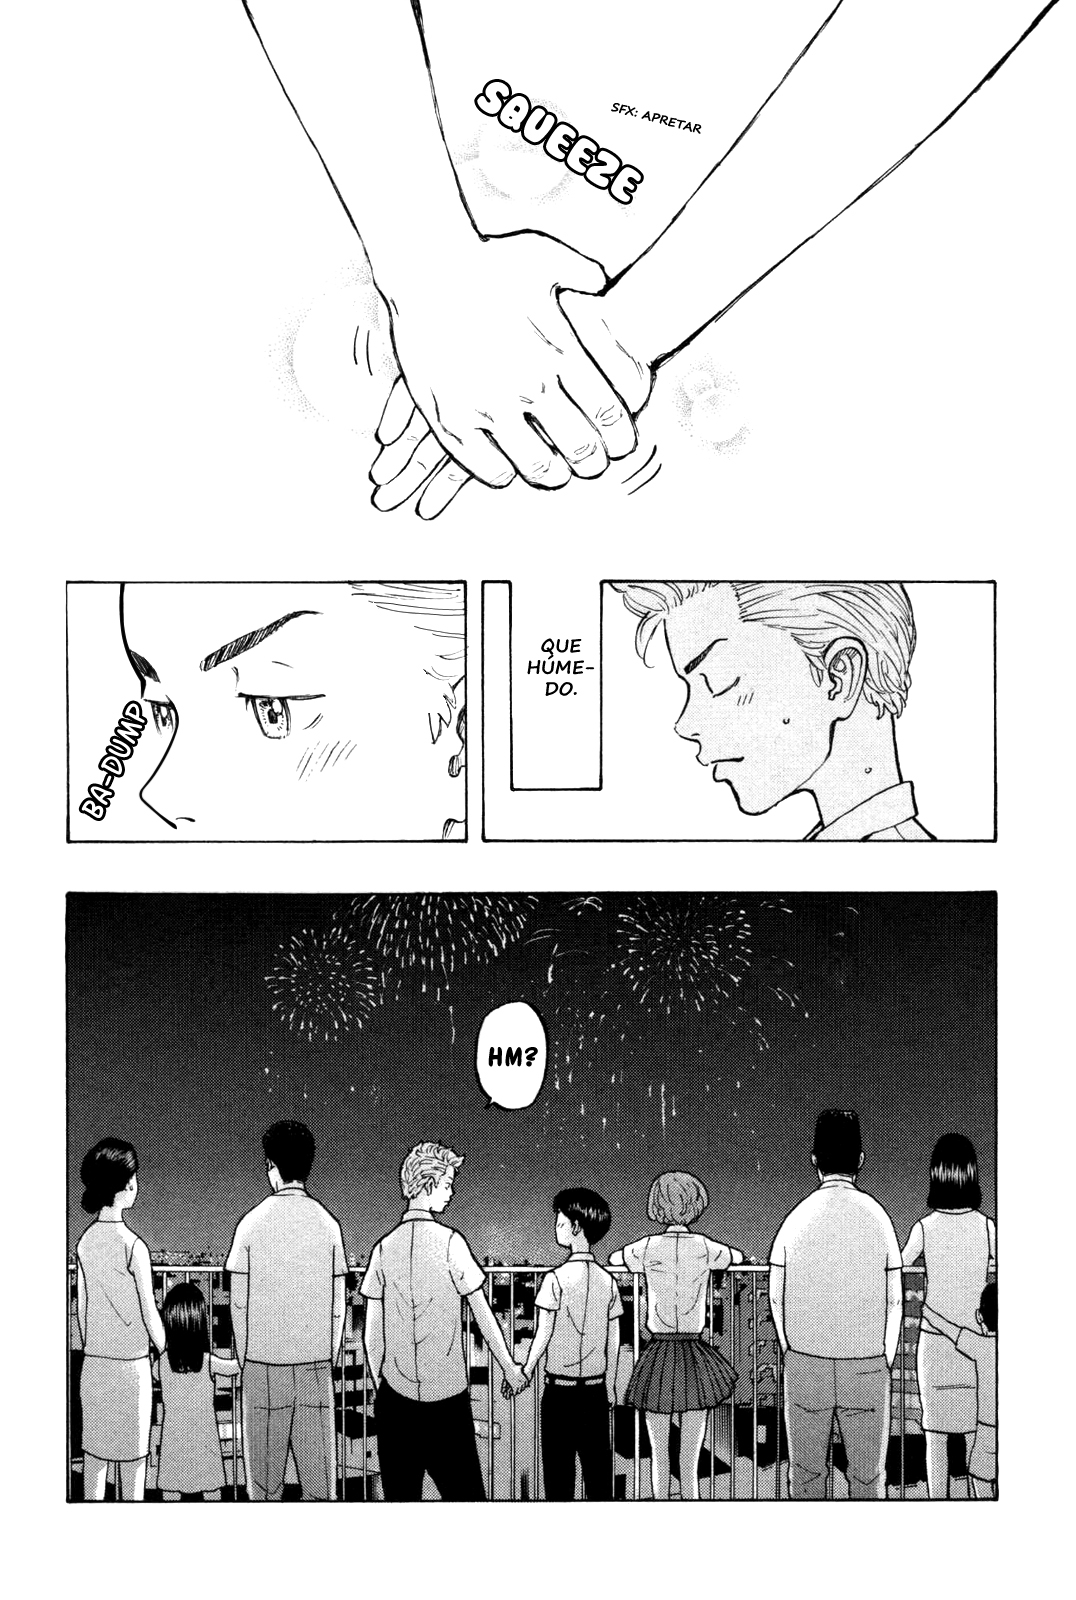 SQUEEZE
SFX: APRETAR
QUE
HÚME-
DO.
BA-DUMP
HM?